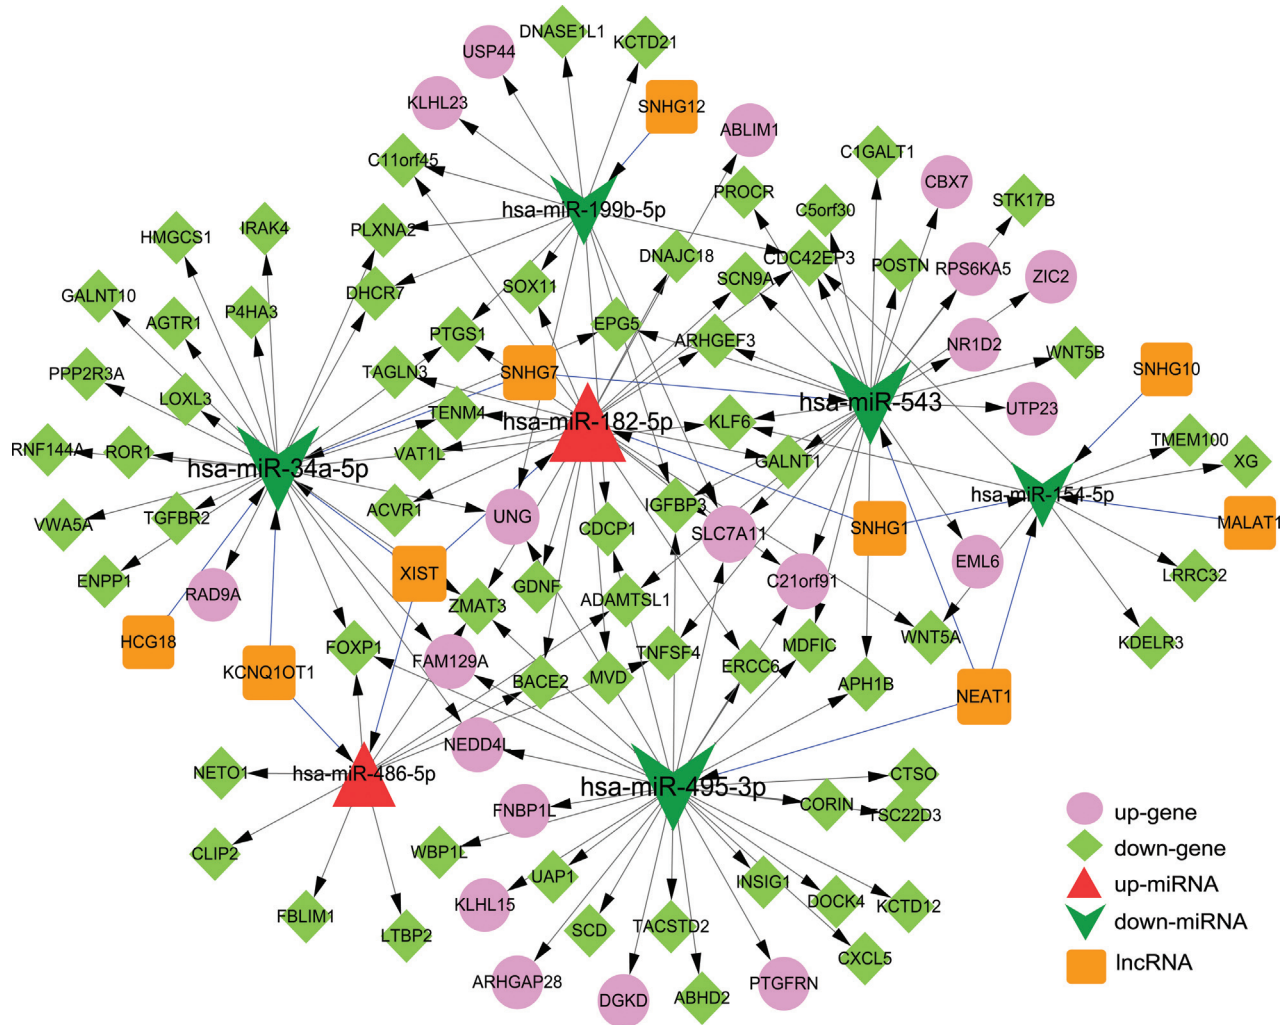 DNASE1L1
KCTD21
USP44
KLHL23
SNHG12
ABLIM1
C11orf45
C1GALT1
CBX7
PROCR
STK17B
hsa-miR-199b-5p
C5orf30
IRAK4
HMGCS1
PLXNA2
DNAJC18
CDC42EP3
POSTN
RPS6KA5
ZIC2
SCN9A
GALNT10
DHCR7
SOX11
P4HA3
AGTR1
PTGS1
EPG5
ARHGEF3
NR1D2
WNT5B
PPP2R3A
TAGLN3
SNHG7
SNHG10
LOXL3
hsa-miR-543
TENM4
hsa-miR-182-5p
KLF6
UTP23
TMEM100
RNF144A
ROR1
hsa-miR-34a-5p
VAT1L
GALNT1
XG
hsa-miR-154-5p
VWA5A
TGFBR2
ACVR1
UNG
CDCP1
IGFBP3
SLC7A11
SNHG1
MALAT1
EML6
ENPP1
RAD9A
XIST
GDNF
C21orf91
LRRC32
ZMAT3
ADAMTSL1
HCG18
FOXP1
WNT5A
KDELR3
KCNQ1OT1
FAM129A
TNFSF4
MDFIC
BACE2
MVD
ERCC6
APH1B
NEAT1
NEDD4L
NETO1
hsa-miR-486-5p
hsa-miR-495-3p
CTSO
CORIN
TSC22D3
FNBP1L
CLIP2
WBP1L
UAP1
INSIG1
DOCK4
KCTD12
KLHL15
FBLIM1
LTBP2
SCD
TACSTD2
CXCL5
ARHGAP28
DGKD
ABHD2
PTGFRN
up-gene
down-gene
up-miRNA
down-miRNA
lncRNA